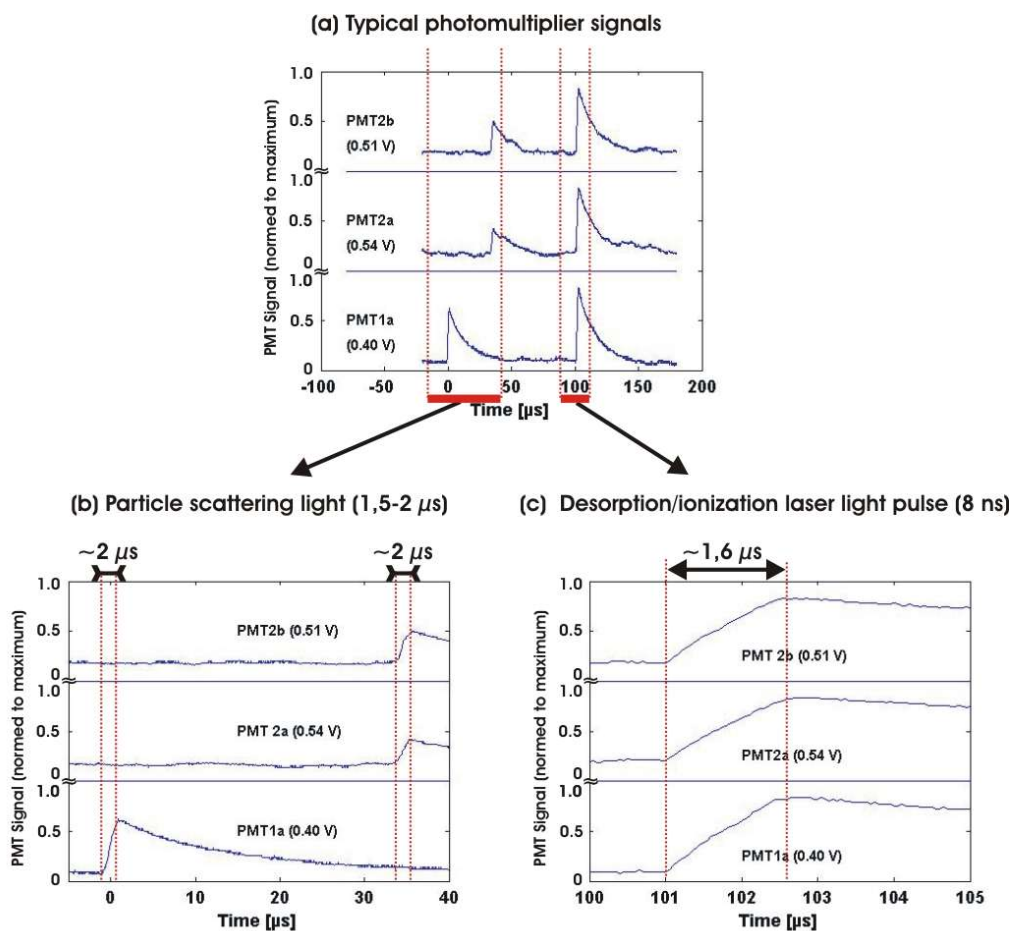 (a) Typical photomultiplier signals
PMT Signal (normed to maximum)
1.0
PMT2b
0.5
(0.51 V)
0
1.0
PMT2a
0.5
(0.54 V)
0
1.0
PMT1a
0.5
(0.40 V)
0
-100 -50 0 50 100 150 200
Time [µs]
(b) Particle scattering light (1,5-2 µs)
~2 µs ~2 µs
PMT Signal (normed to maximum)
1.0
PMT2b (0.51 V)
0.5
0
1.0
PMT 2a (0.54 V)
0.5
0
1.0
PMT1a (0.40 V)
0.5
0
0 10 20 30 40
Time [µs]
(c) Desorption/ionization laser light pulse (8 ns)
~1,6 µs
PMT Signal (normed to maximum)
1.0
0.5
PMT 2b (0.51 V)
0
1.0
0.5
PMT2a (0.54 V)
0
1.0
0.5
PMT1a (0.40 V)
0
100 101 102 103 104 105
Time [µs]